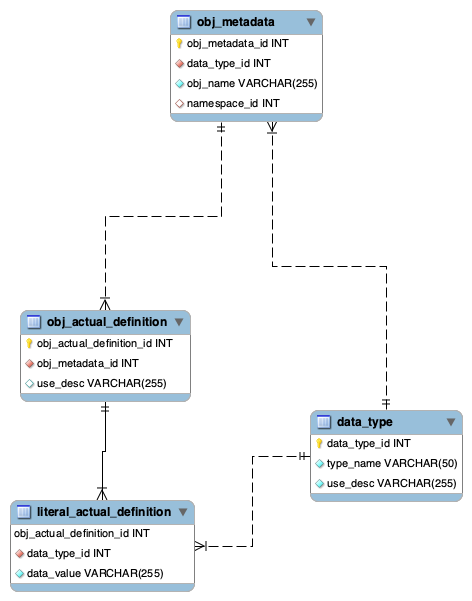 obj_metadata
obj_metadata_id INT
data_type_id INT
obj_name VARCHAR(255)
namespace_id INT
obj_actual_definition
obj_actual_definition_id INT
obj_metadata_id INT
use_desc VARCHAR(255)
data_type
data_type_id INT
type_name VARCHAR(50)
use_desc VARCHAR(255)
literal_actual_definition
obj_actual_definition_id INT
data_type_id INT
data_value VARCHAR(255)